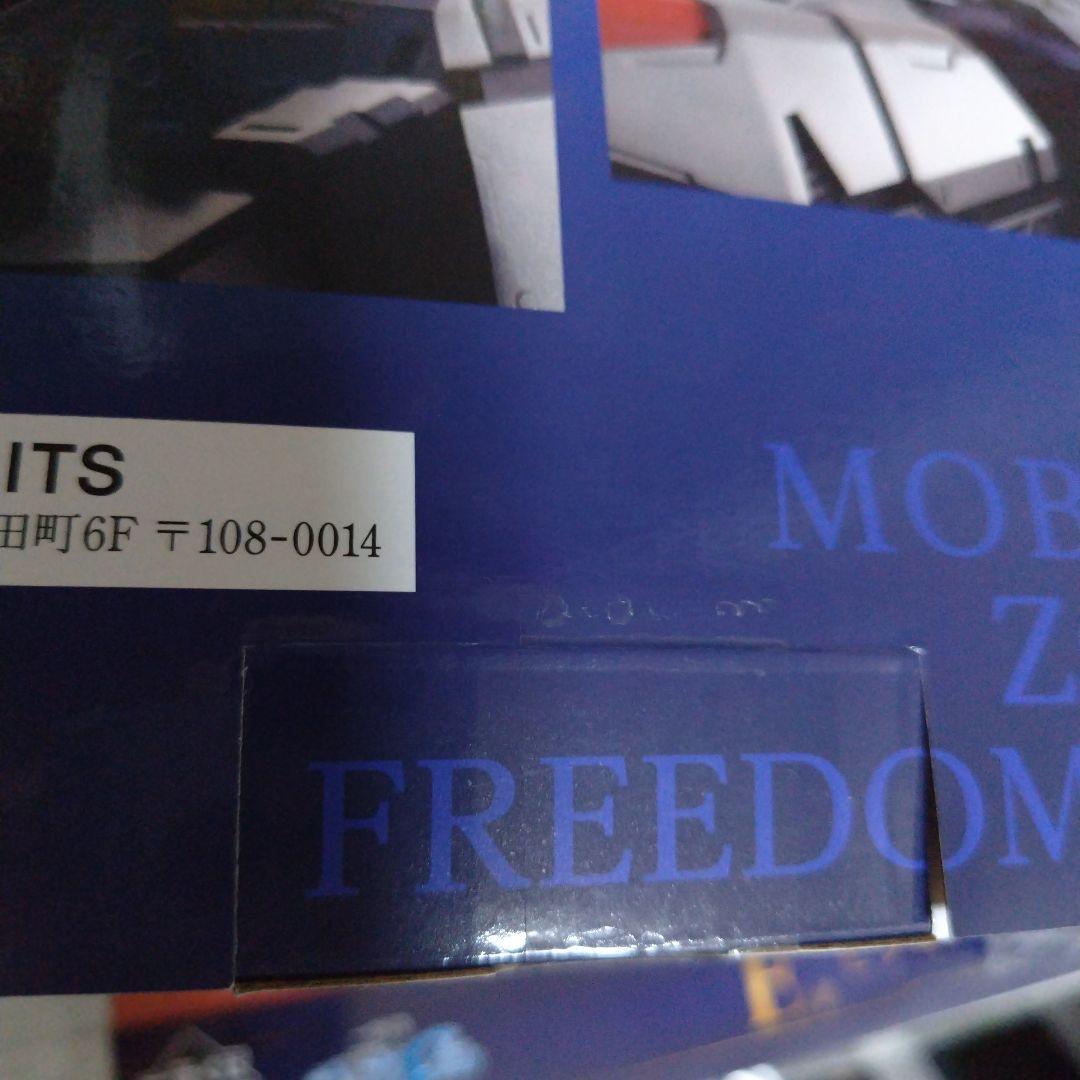 ITS
田町6F 〒108-0014
MOB
Z
FREEDOM